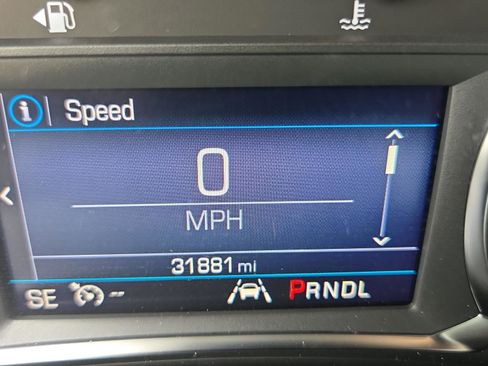 i Speed
0
MPH
31881 mi
SE -- PRNDL